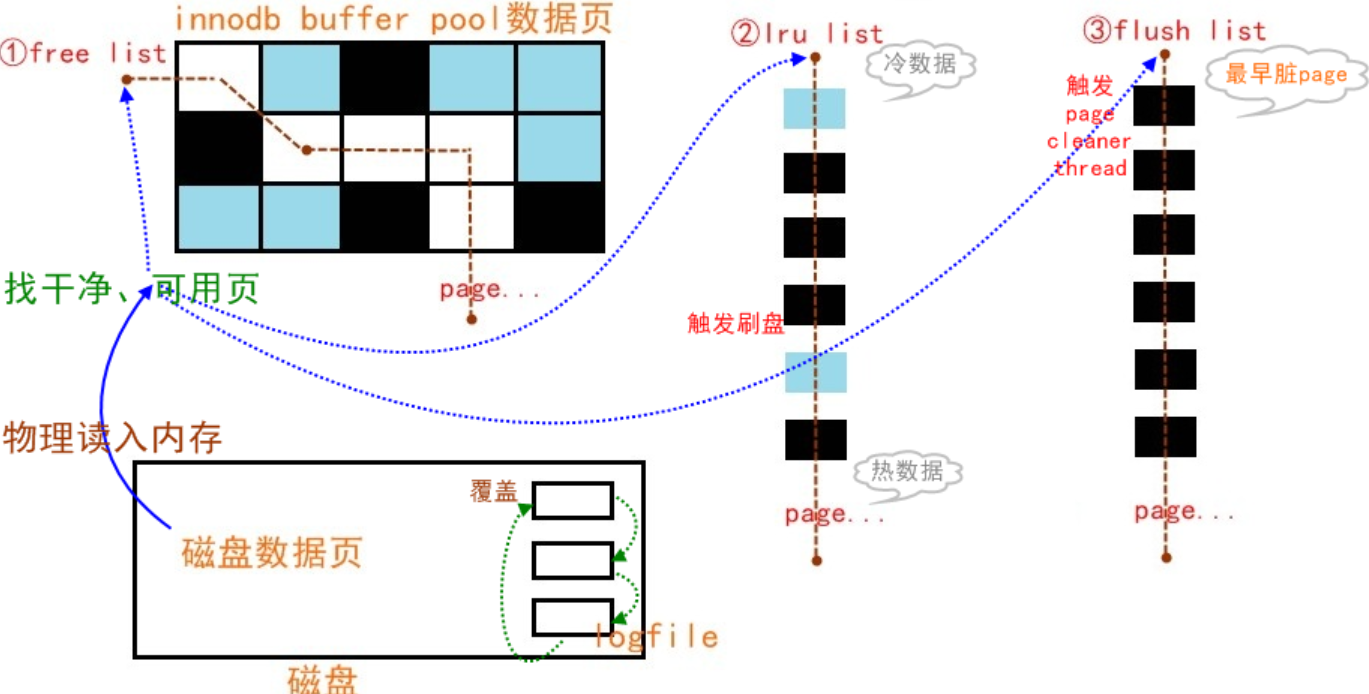 innodb buffer pool数据页
①free list
②lru list
冷数据
③flush list
最早脏page
触发
page
cleaner
thread
找干净、可用页
page...
触发刷盘
物理读入内存
热数据
page...
page...
覆盖
磁盘数据页
logfile
磁盘